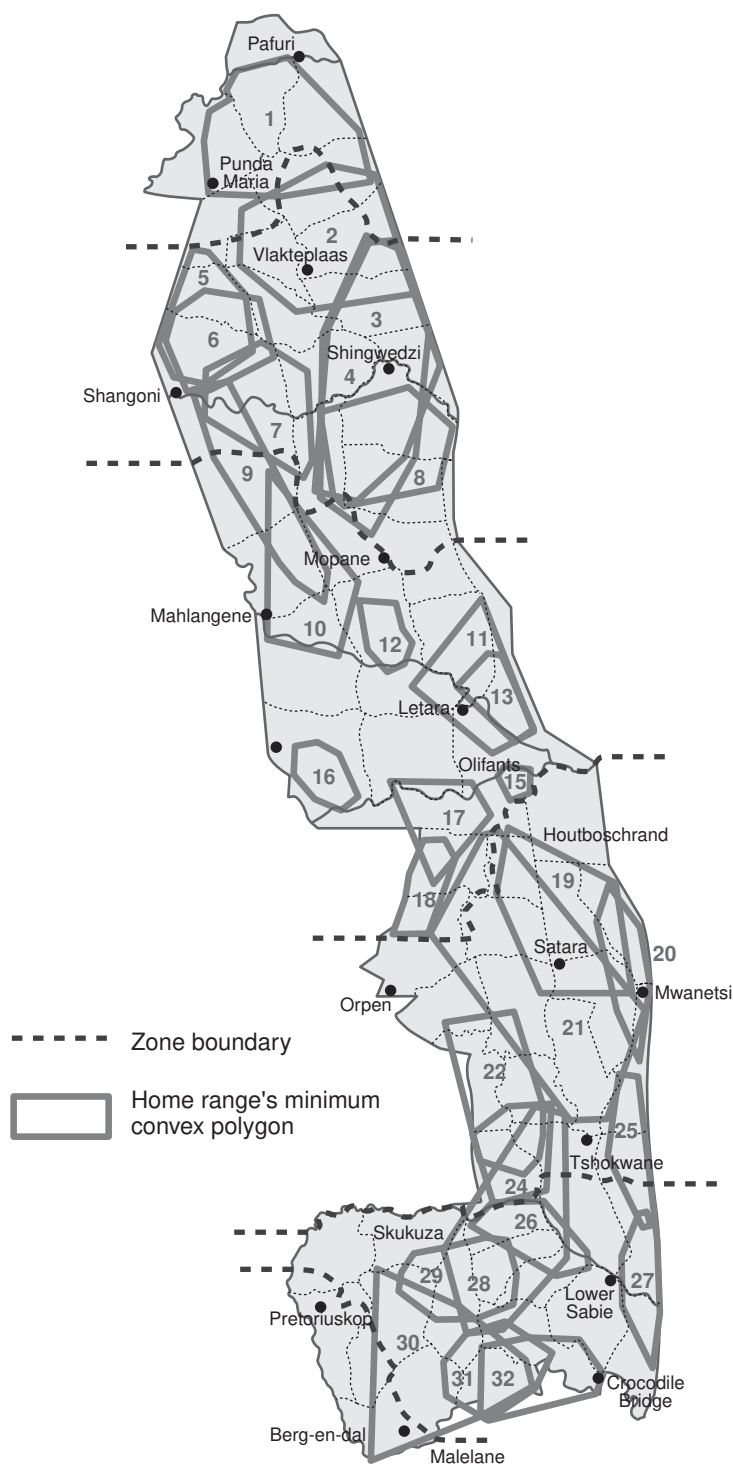 Pafuri
1
Punda
Maria
2
Vlakteplaas
5
3
6
Shingwedzi
4
Shangoni
7
9
8
Mopane
Mahlangene
10
12
11
13
Letara
Olifants
16
15
17
Houtboschrand
19
18
Satara
20
Orpen
Mwanetsi
21
Zone boundary
22
Home range's minimum
convex polygon
25
Tshokwane
24
26
Skukuza
29
28
27
Lower
Sabie
Pretoriuskop
30
31
32
Crocodile
Bridge
Berg-en-dal
Malelane